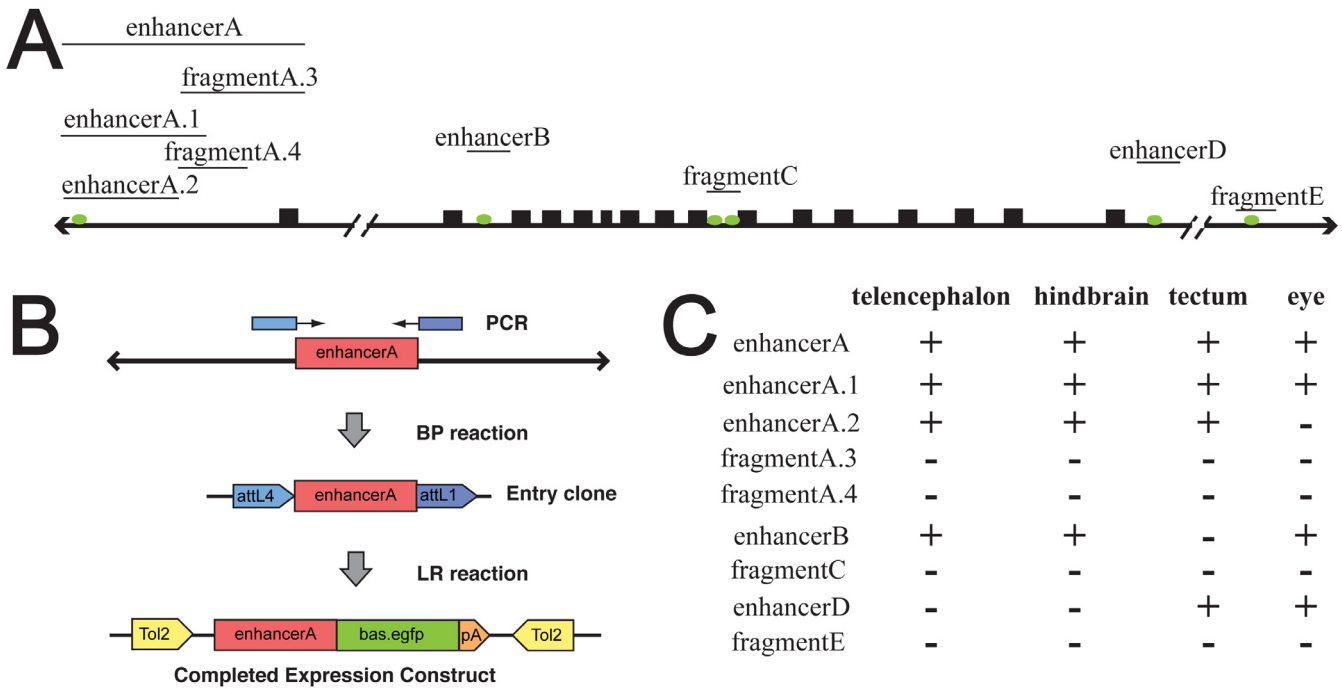 A
enhancerA
fragmentA.3
enhancerA.1
fragmentA.4
enhancerA.2
enhancerB
fragmentC
enhancerD
fragmentE
B
PCR
enhancerA
BP reaction
attL4 enhancerA attL1 Entry clone
LR reaction
Tol2 enhancerA bas.egfp pA Tol2
Completed Expression Construct
C
telencephalon hindbrain tectum eye
enhancerA + + + +
enhancerA.1 + + + +
enhancerA.2 + + + -
fragmentA.3 - - - -
fragmentA.4 - - - -
enhancerB + + - +
fragmentC - - - -
enhancerD - - + +
fragmentE - - - -